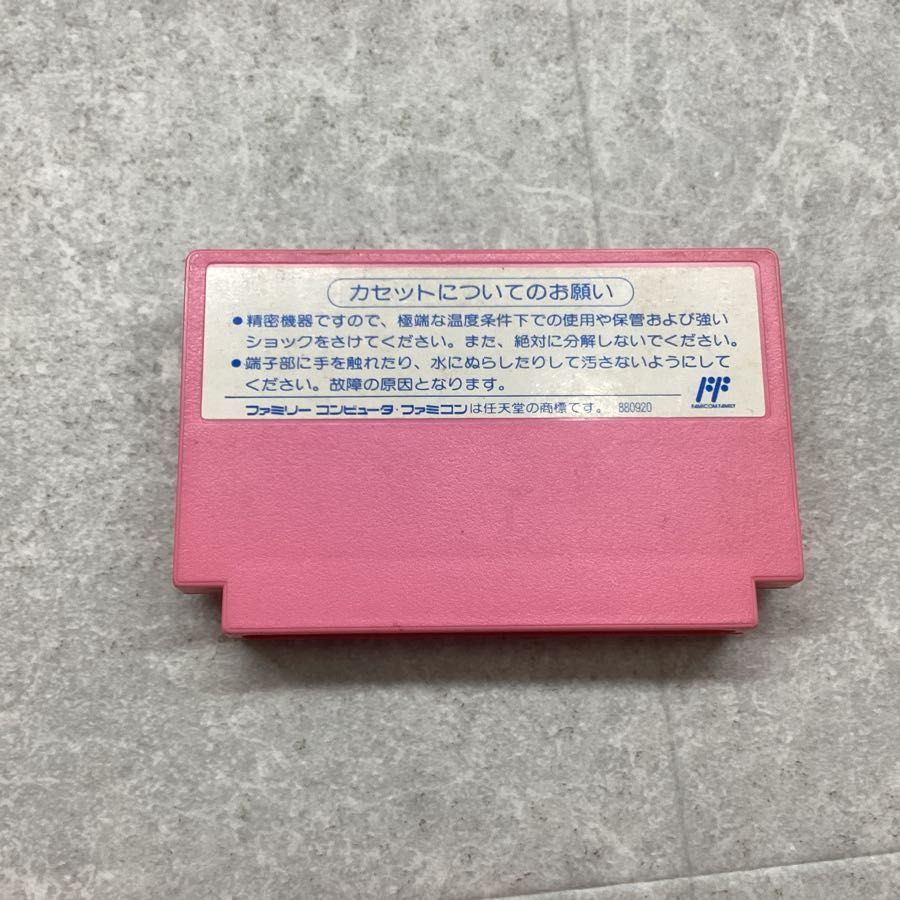 カセットについてのお願い
●精密機器ですので、極端な温度条件下での使用や保管および強い
ショックをさけてください。また、絶対に分解しないでください。
●端子部に手を触れたり、水にぬらしたりして汚さないようにして
ください。故障の原因となります。
FAMICOM FAMILY
ファミリー コンピュータ・ファミコンは任天堂の商標です。 880920